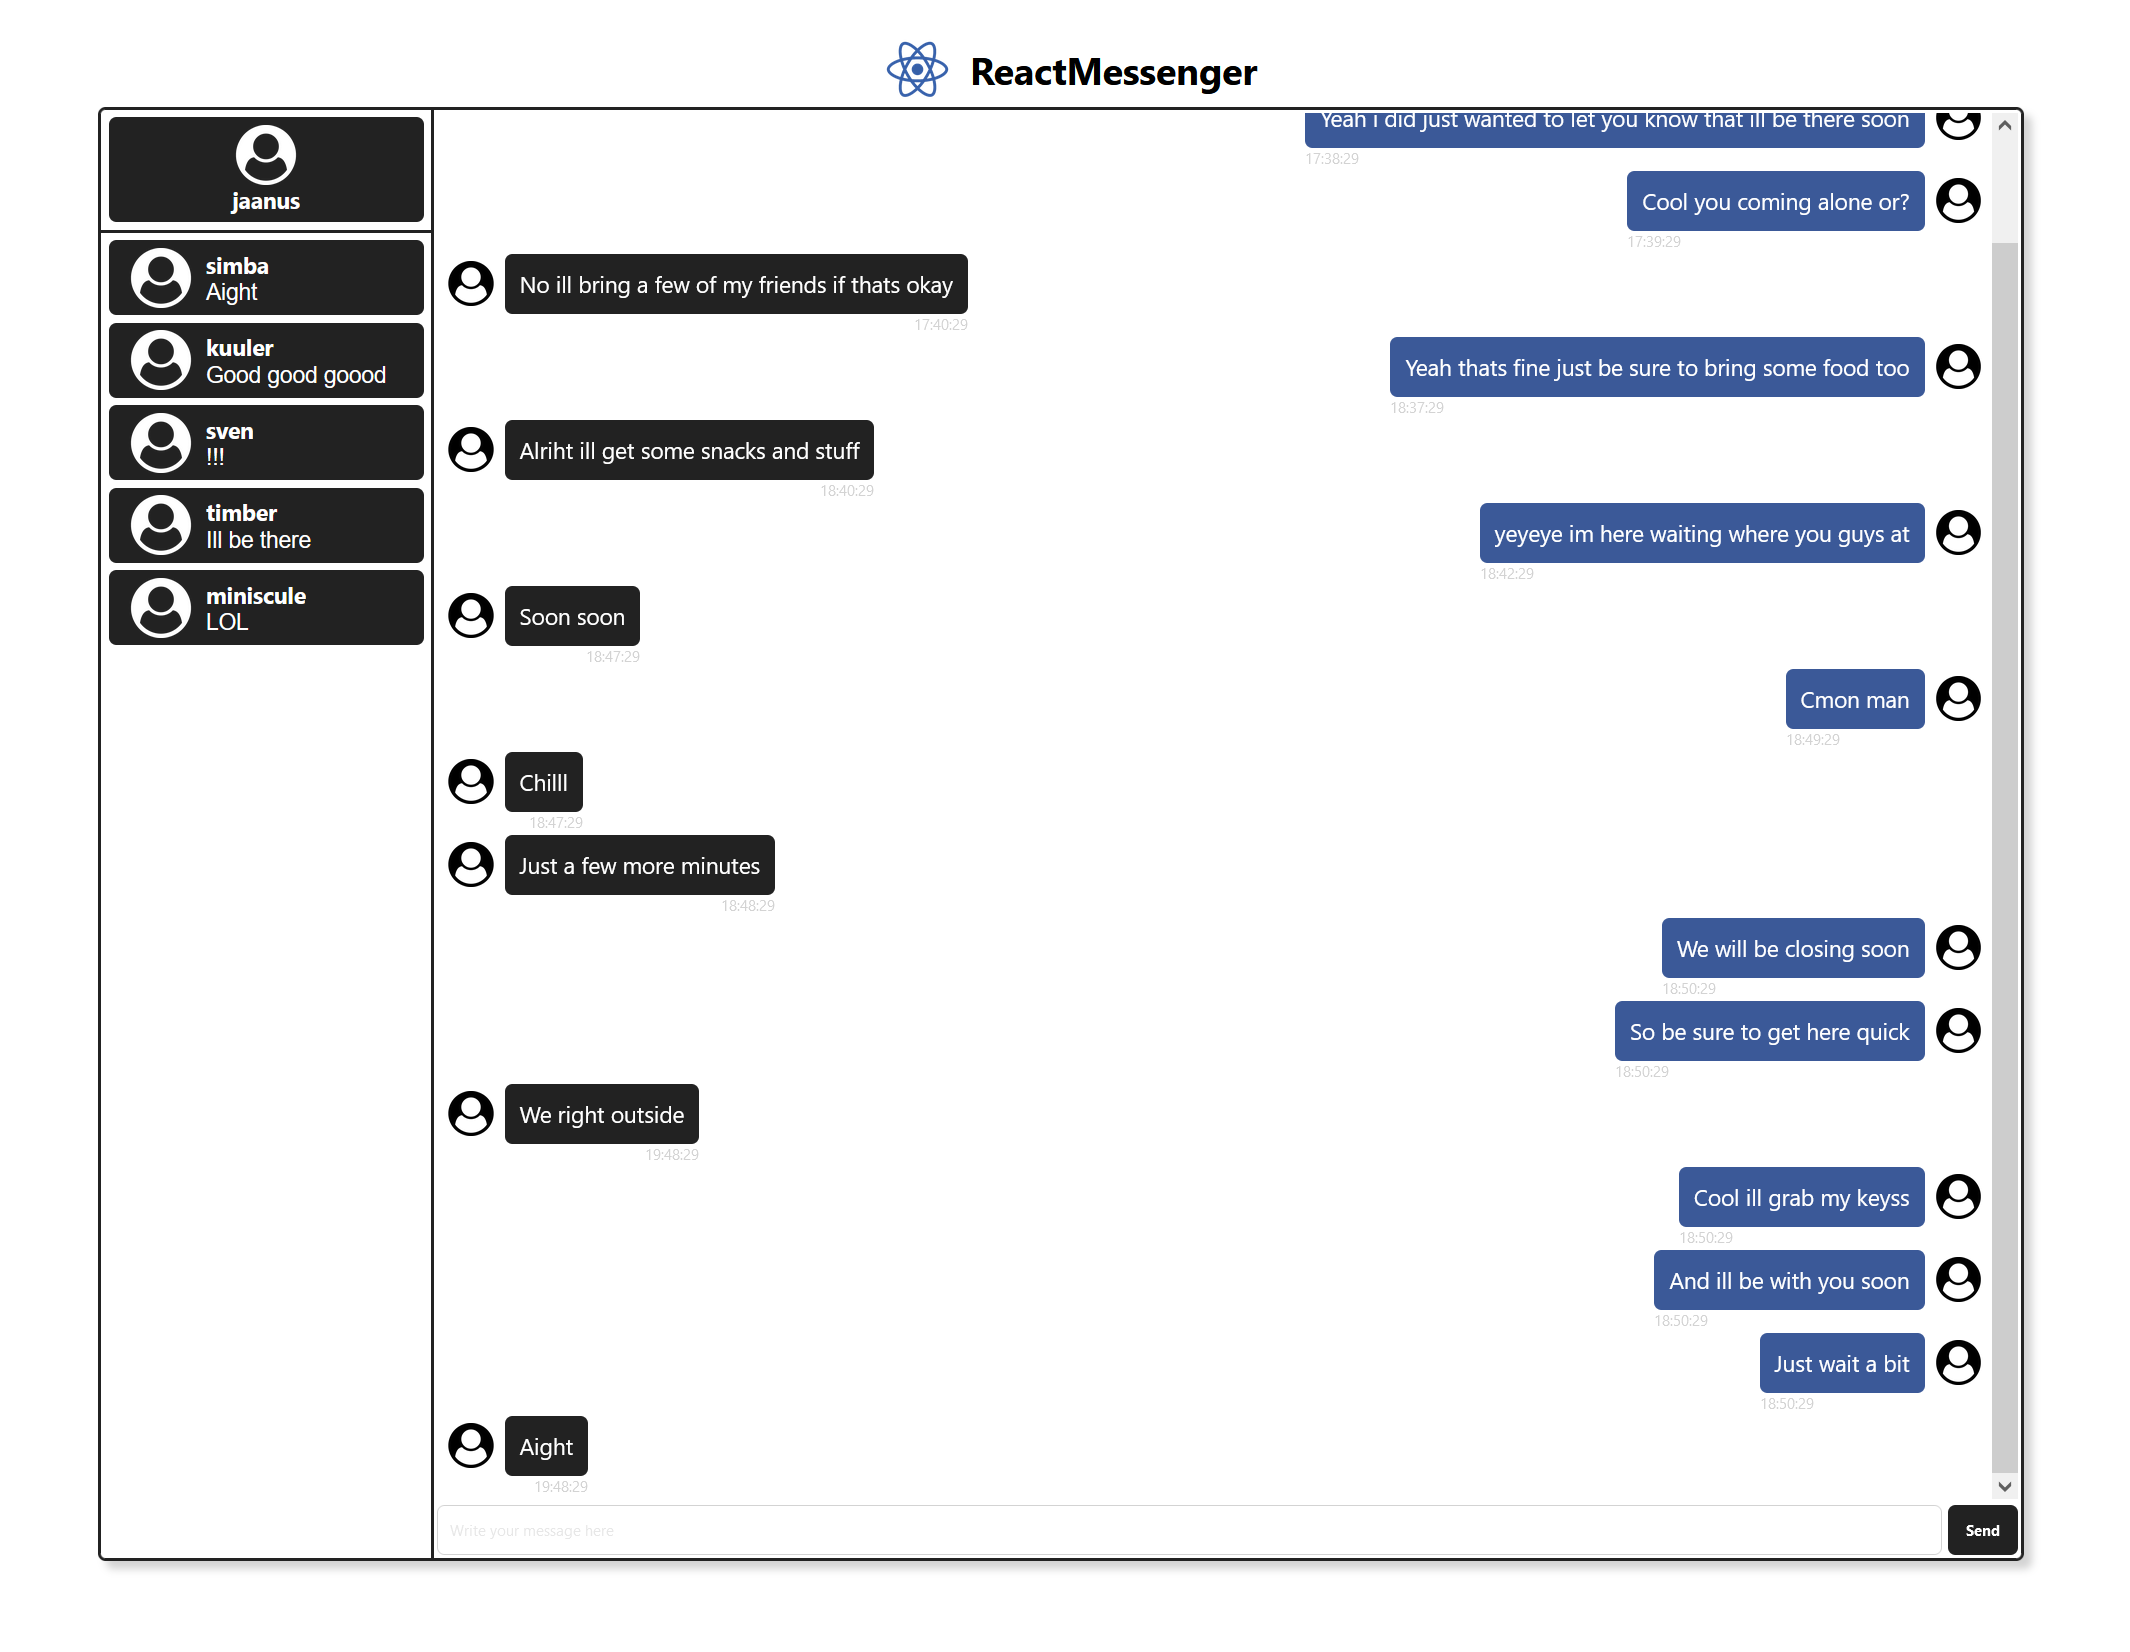 ReactMessenger
jaanus
simba
Aight
kuuler
Good good goood
sven
!!!
timber
Ill be there
miniscule
LOL
Yeah i did just wanted to let you know that ill be there soon
17:38:29
Cool you coming alone or?
17:39:29
No ill bring a few of my friends if thats okay
17:40:29
Yeah thats fine just be sure to bring some food too
18:37:29
Alriht ill get some snacks and stuff
18:40:29
yeyeye im here waiting where you guys at
18:42:29
Soon soon
18:47:29
Cmon man
18:49:29
Chilll
18:47:29
Just a few more minutes
18:48:29
We will be closing soon
18:50:29
So be sure to get here quick
18:50:29
We right outside
19:48:29
Cool ill grab my keyss
18:50:29
And ill be with you soon
18:50:29
Just wait a bit
18:50:29
Aight
19:48:29
Write your message here
Send